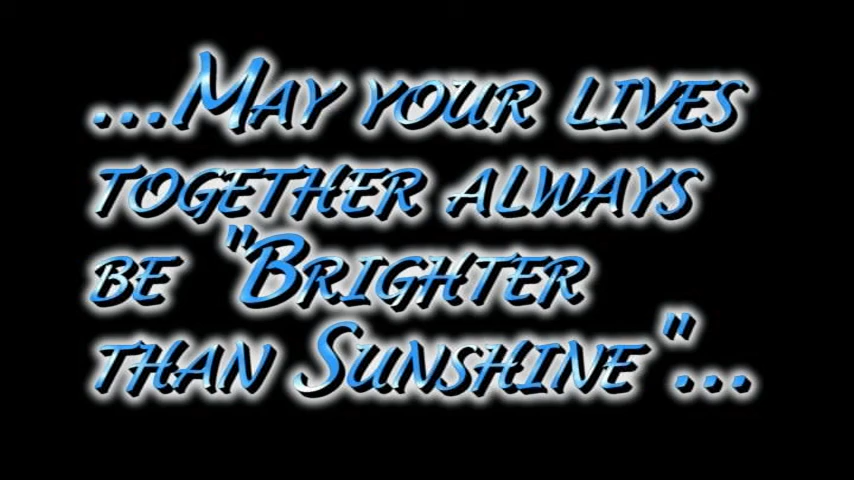 ...May your lives
together always
be "Brighter
than Sunshine"...